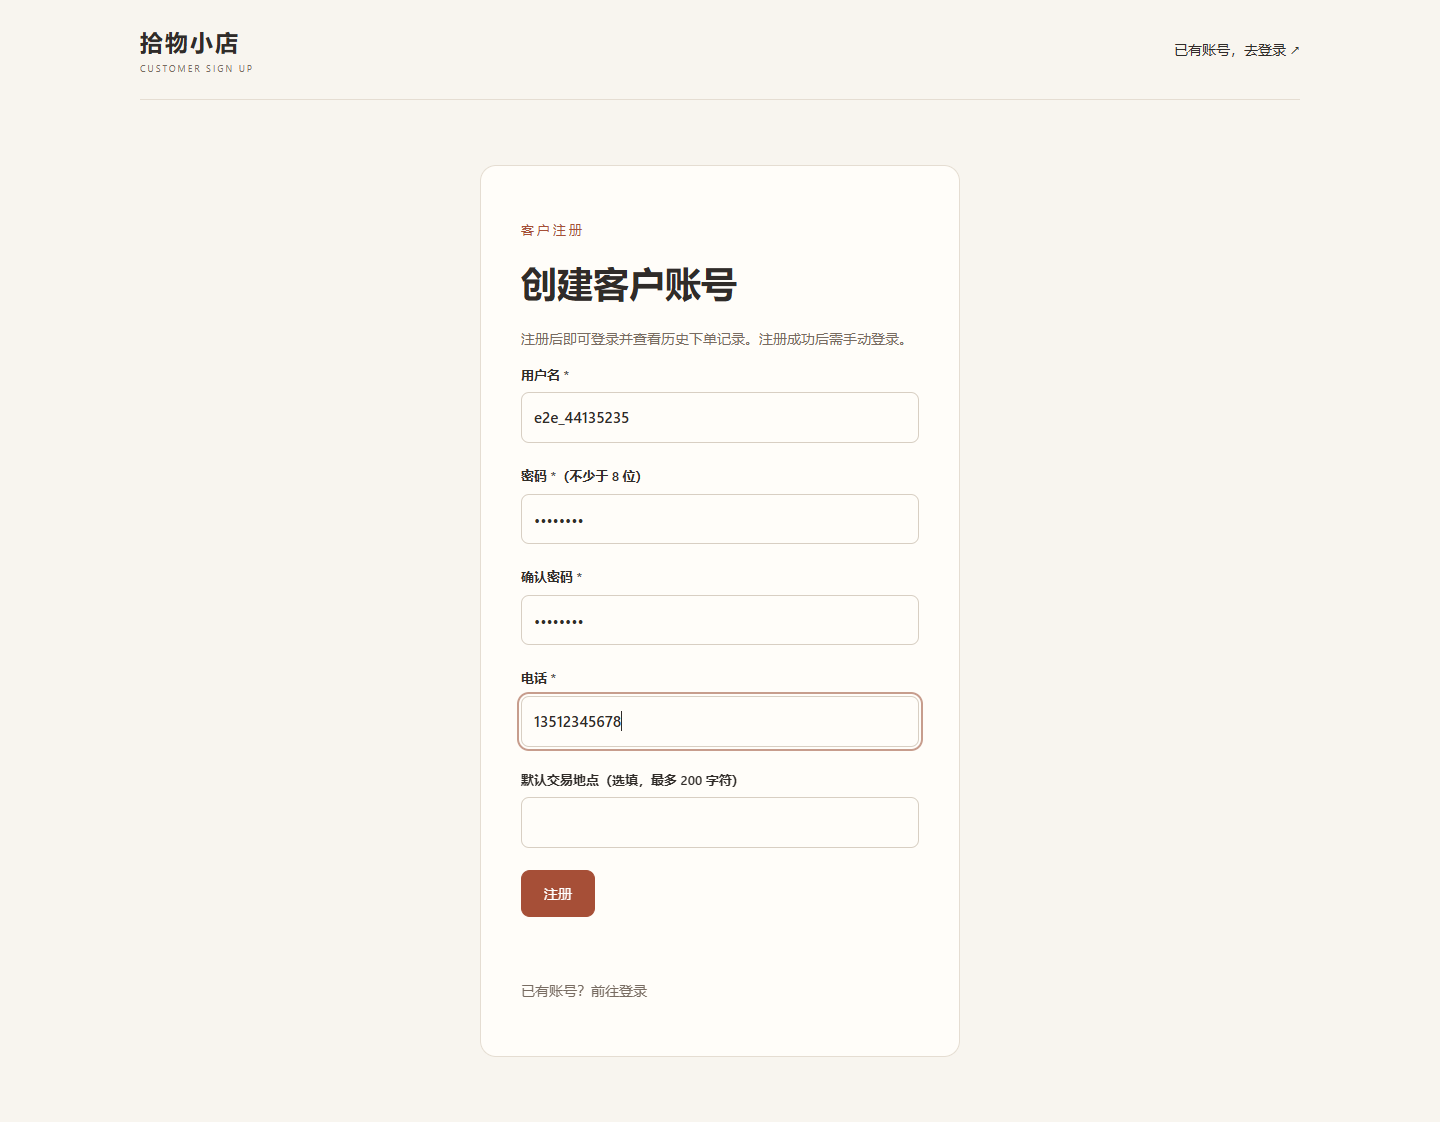 拾物小店
CUSTOMER SIGN UP
已有账号，去登录 ↗
客户注册
创建客户账号
注册后即可登录并查看历史下单记录。注册成功后需手动登录。
用户名 *
e2e_44135235
密码 *（不少于 8 位）
••••••••
确认密码 *
••••••••
电话 *
13512345678
默认交易地点（选填，最多 200 字符）
注册
已有账号？前往登录